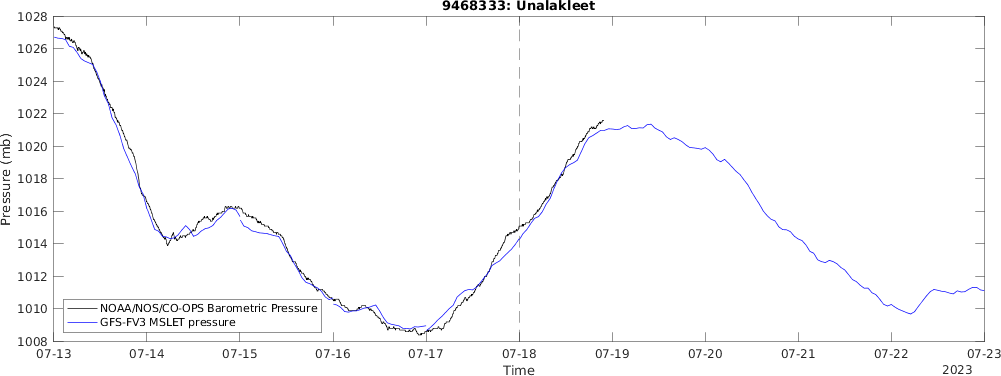 9468333: Unalakleet
Pressure (mb)
1028
1026
1024
1022
1020
1018
1016
1014
1012
1010
1008
NOAA/NOS/CO-OPS Barometric Pressure
GFS-FV3 MSLET pressure
07-13 07-14 07-15 07-16 07-17 07-18 07-19 07-20 07-21 07-22 07-23
Time
2023